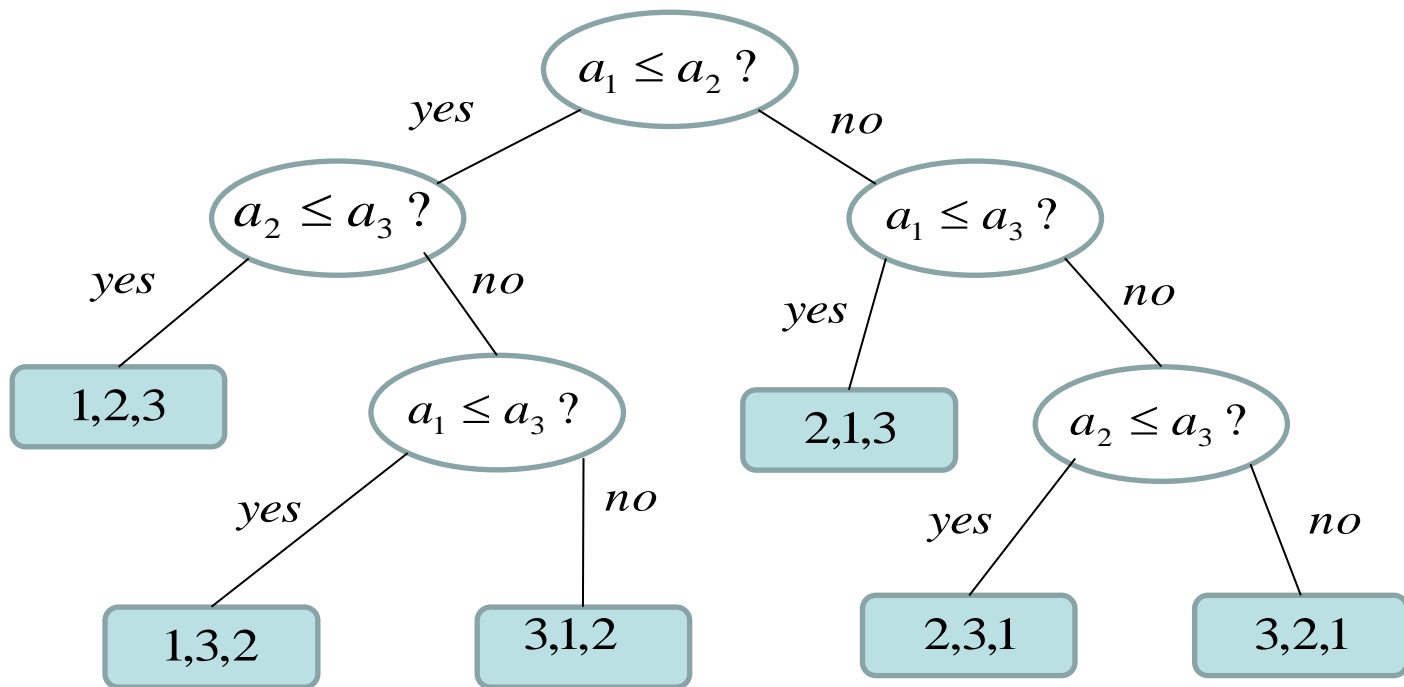 a₁ ≤ a₂ ?
yes
no
a₂ ≤ a₃ ?
a₁ ≤ a₃ ?
yes
no
yes
no
1,2,3
a₁ ≤ a₃ ?
2,1,3
a₂ ≤ a₃ ?
yes
no
yes
no
1,3,2
3,1,2
2,3,1
3,2,1